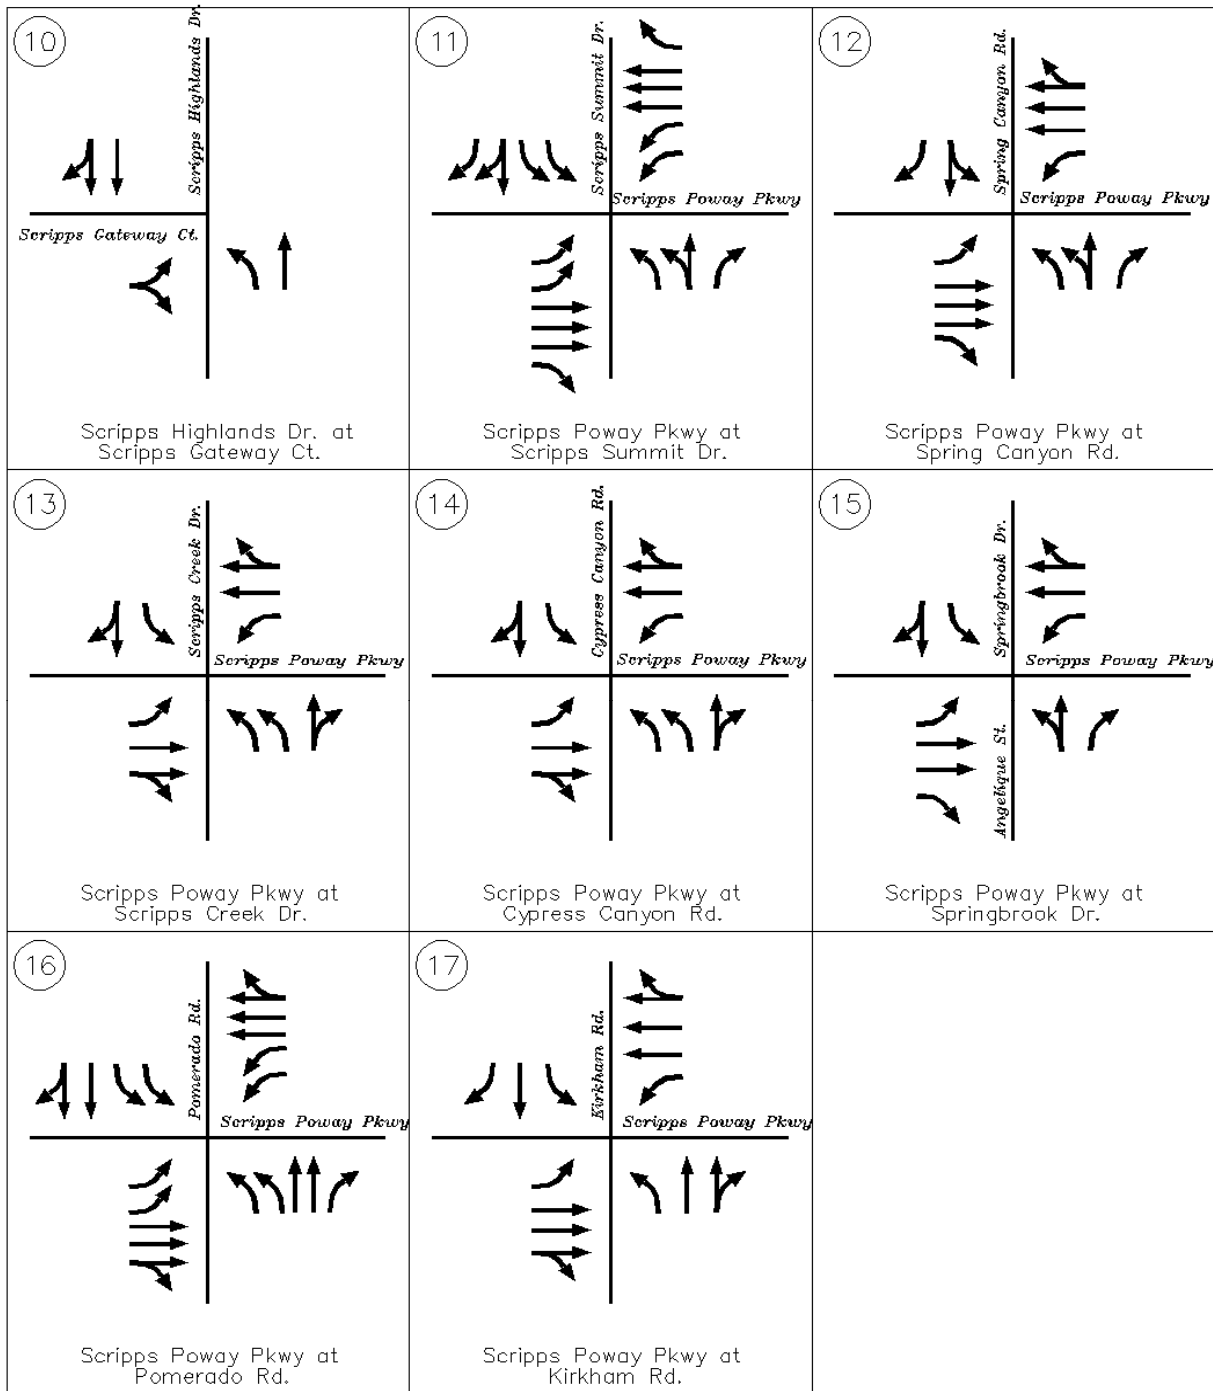 10
Scripps Highlands Dr.
Scripps Gateway Ct.
Scripps Highlands Dr. at
Scripps Gateway Ct.
11
Scripps Summit Dr.
Scripps Poway Pkwy
Scripps Poway Pkwy at
Scripps Summit Dr.
12
Spring Canyon Rd.
Scripps Poway Pkwy
Scripps Poway Pkwy at
Spring Canyon Rd.
13
Scripps Creek Dr.
Scripps Poway Pkwy
Scripps Poway Pkwy at
Scripps Creek Dr.
14
Cypress Canyon Rd.
Scripps Poway Pkwy
Scripps Poway Pkwy at
Cypress Canyon Rd.
15
Springbrook Dr.
Scripps Poway Pkwy
Angelique St.
Scripps Poway Pkwy at
Springbrook Dr.
16
Pomerado Rd.
Scripps Poway Pkwy
Scripps Poway Pkwy at
Pomerado Rd.
17
Kirkham Rd.
Scripps Poway Pkwy
Scripps Poway Pkwy at
Kirkham Rd.